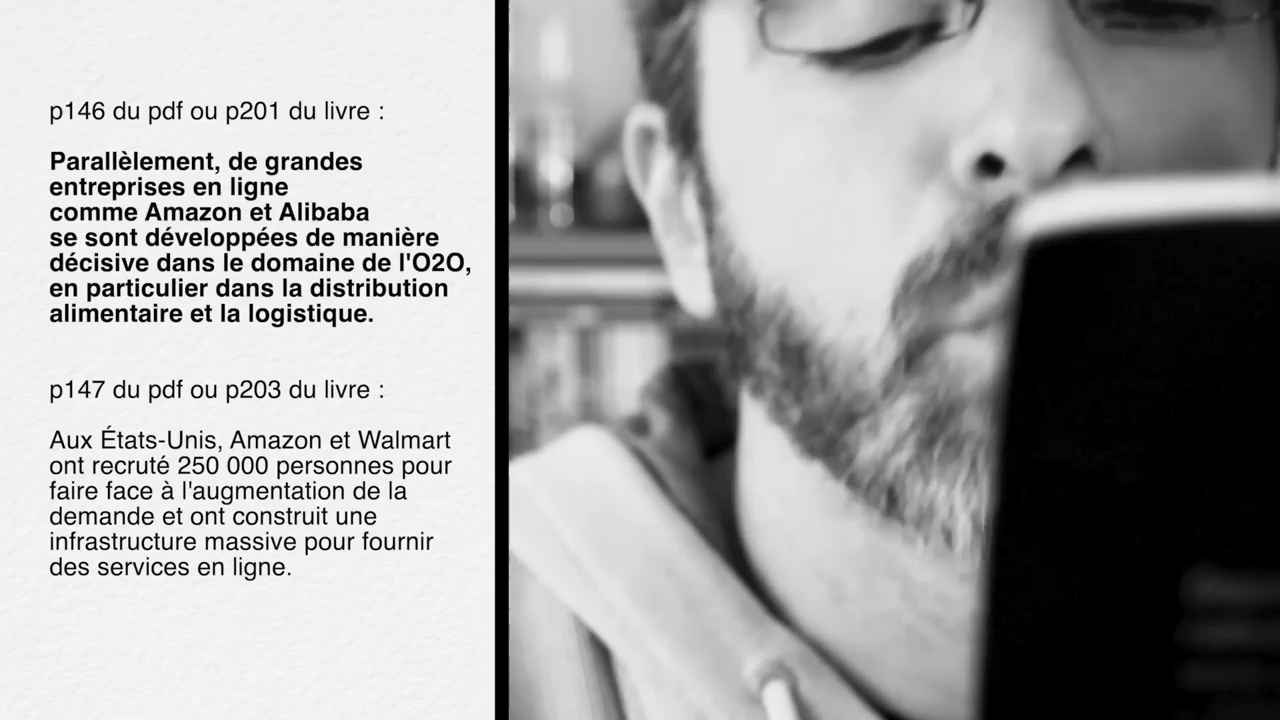 p146 du pdf ou p201 du livre :
Parallèlement, de grandes
entreprises en ligne
comme Amazon et Alibaba
se sont développées de manière
décisive dans le domaine de l'O2O,
en particulier dans la distribution
alimentaire et la logistique.
p147 du pdf ou p203 du livre :
Aux États-Unis, Amazon et Walmart
ont recruté 250 000 personnes pour
faire face à l'augmentation de la
demande et ont construit une
infrastructure massive pour fournir
des services en ligne.